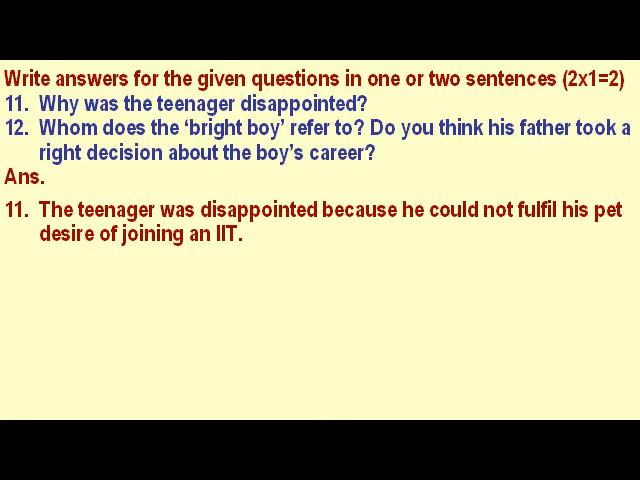 Write answers for the given questions in one or two sentences (2x1=2)
11. Why was the teenager disappointed?
12. Whom does the ‘bright boy’ refer to? Do you think his father took a
right decision about the boy’s career?
Ans.
11. The teenager was disappointed because he could not fulfil his pet
desire of joining an IIT.